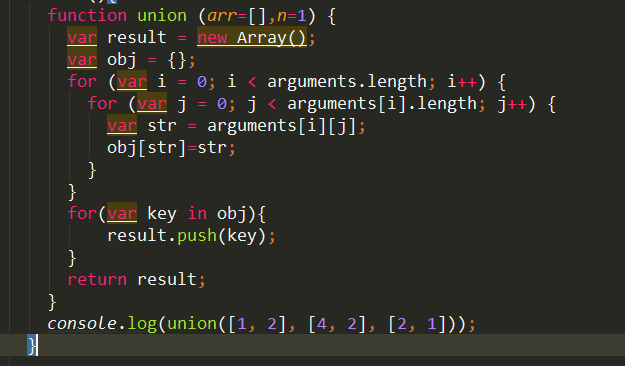 function union (arr=[],n=1) {
var result = new Array();
var obj = {};
for (var i = 0; i < arguments.length; i++) {
for (var j = 0; j < arguments[i].length; j++) {
var str = arguments[i][j];
obj[str]=str;
}
}
for(var key in obj){
result.push(key);
}
return result;
}
console.log(union([1, 2], [4, 2], [2, 1]));
}